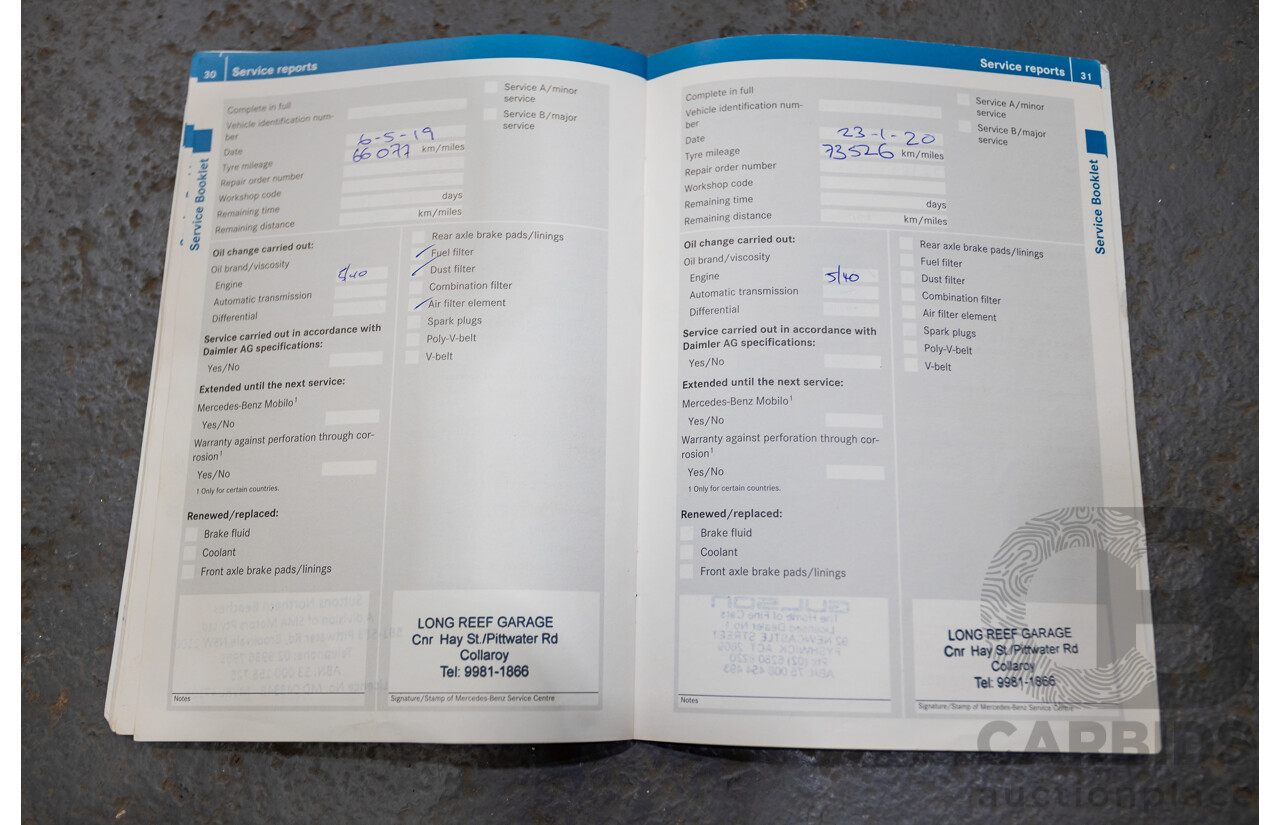 30 Service reports
Complete in full
Vehicle identification num-
ber
Date 6-5-19
Tyre mileage 66077 km/miles
Repair order number
Workshop code
Remaining time days
Remaining distance km/miles
Service A/minor
service
Service B/major
service
Service Booklet
Oil change carried out:
Oil brand/viscosity
Engine 5/40
Automatic transmission
Differential
Service carried out in accordance with
Daimler AG specifications:
Yes/No
Extended until the next service:
Mercedes-Benz Mobilo1
Yes/No
Warranty against perforation through cor-
rosion1
Yes/No
1 Only for certain countries.
Renewed/replaced:
Brake fluid
Coolant
Front axle brake pads/linings
Rear axle brake pads/linings
Fuel filter
Dust filter
Combination filter
Air filter element
Spark plugs
Poly-V-belt
V-belt
Notes
LONG REEF GARAGE
Cnr Hay St./Pittwater Rd
Collaroy
Tel: 9981-1866
Signature/Stamp of Mercedes-Benz Service Centre
Service reports 31
Complete in full
Vehicle identification num-
ber
Date 23-1-20
Tyre mileage 73526 km/miles
Repair order number
Workshop code
Remaining time days
Remaining distance km/miles
Service A/minor
service
Service B/major
service
Service Booklet
Oil change carried out:
Oil brand/viscosity
Engine 5/40
Automatic transmission
Differential
Service carried out in accordance with
Daimler AG specifications:
Yes/No
Extended until the next service:
Mercedes-Benz Mobilo1
Yes/No
Warranty against perforation through cor-
rosion1
Yes/No
1 Only for certain countries.
Renewed/replaced:
Brake fluid
Coolant
Front axle brake pads/linings
Rear axle brake pads/linings
Fuel filter
Dust filter
Combination filter
Air filter element
Spark plugs
Poly-V-belt
V-belt
Notes
LONG REEF GARAGE
Cnr Hay St./Pittwater Rd
Collaroy
Tel: 9981-1866
Signature/Stamp of Mercedes-Benz Service Centre
CARBIDS
auctionplace